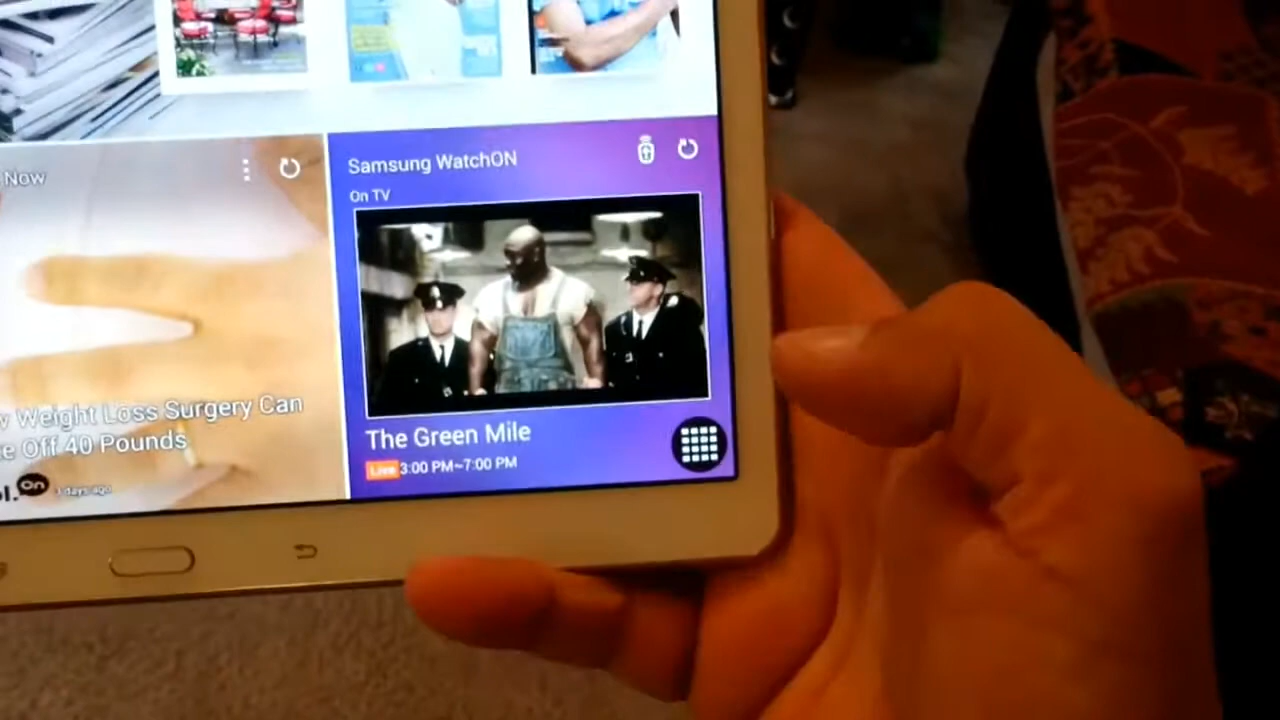 Now
Samsung WatchON
On TV
Weight Loss Surgery Can
Off 40 Pounds
On 3 days ago
The Green Mile
Live 3:00 PM~7:00 PM